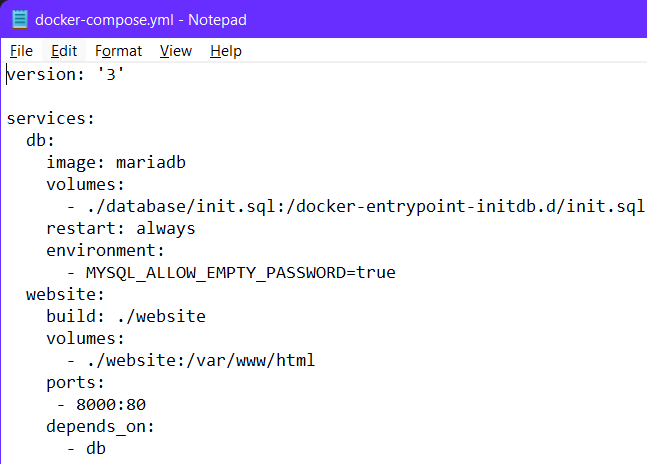 docker-compose.yml - Notepad
File Edit Format View Help
version: '3'

services:
  db:
    image: mariadb
    volumes:
      - ./database/init.sql:/docker-entrypoint-initdb.d/init.sql
    restart: always
    environment:
      - MYSQL_ALLOW_EMPTY_PASSWORD=true
  website:
    build: ./website
    volumes:
      - ./website:/var/www/html
    ports:
     - 8000:80
    depends_on:
      - db